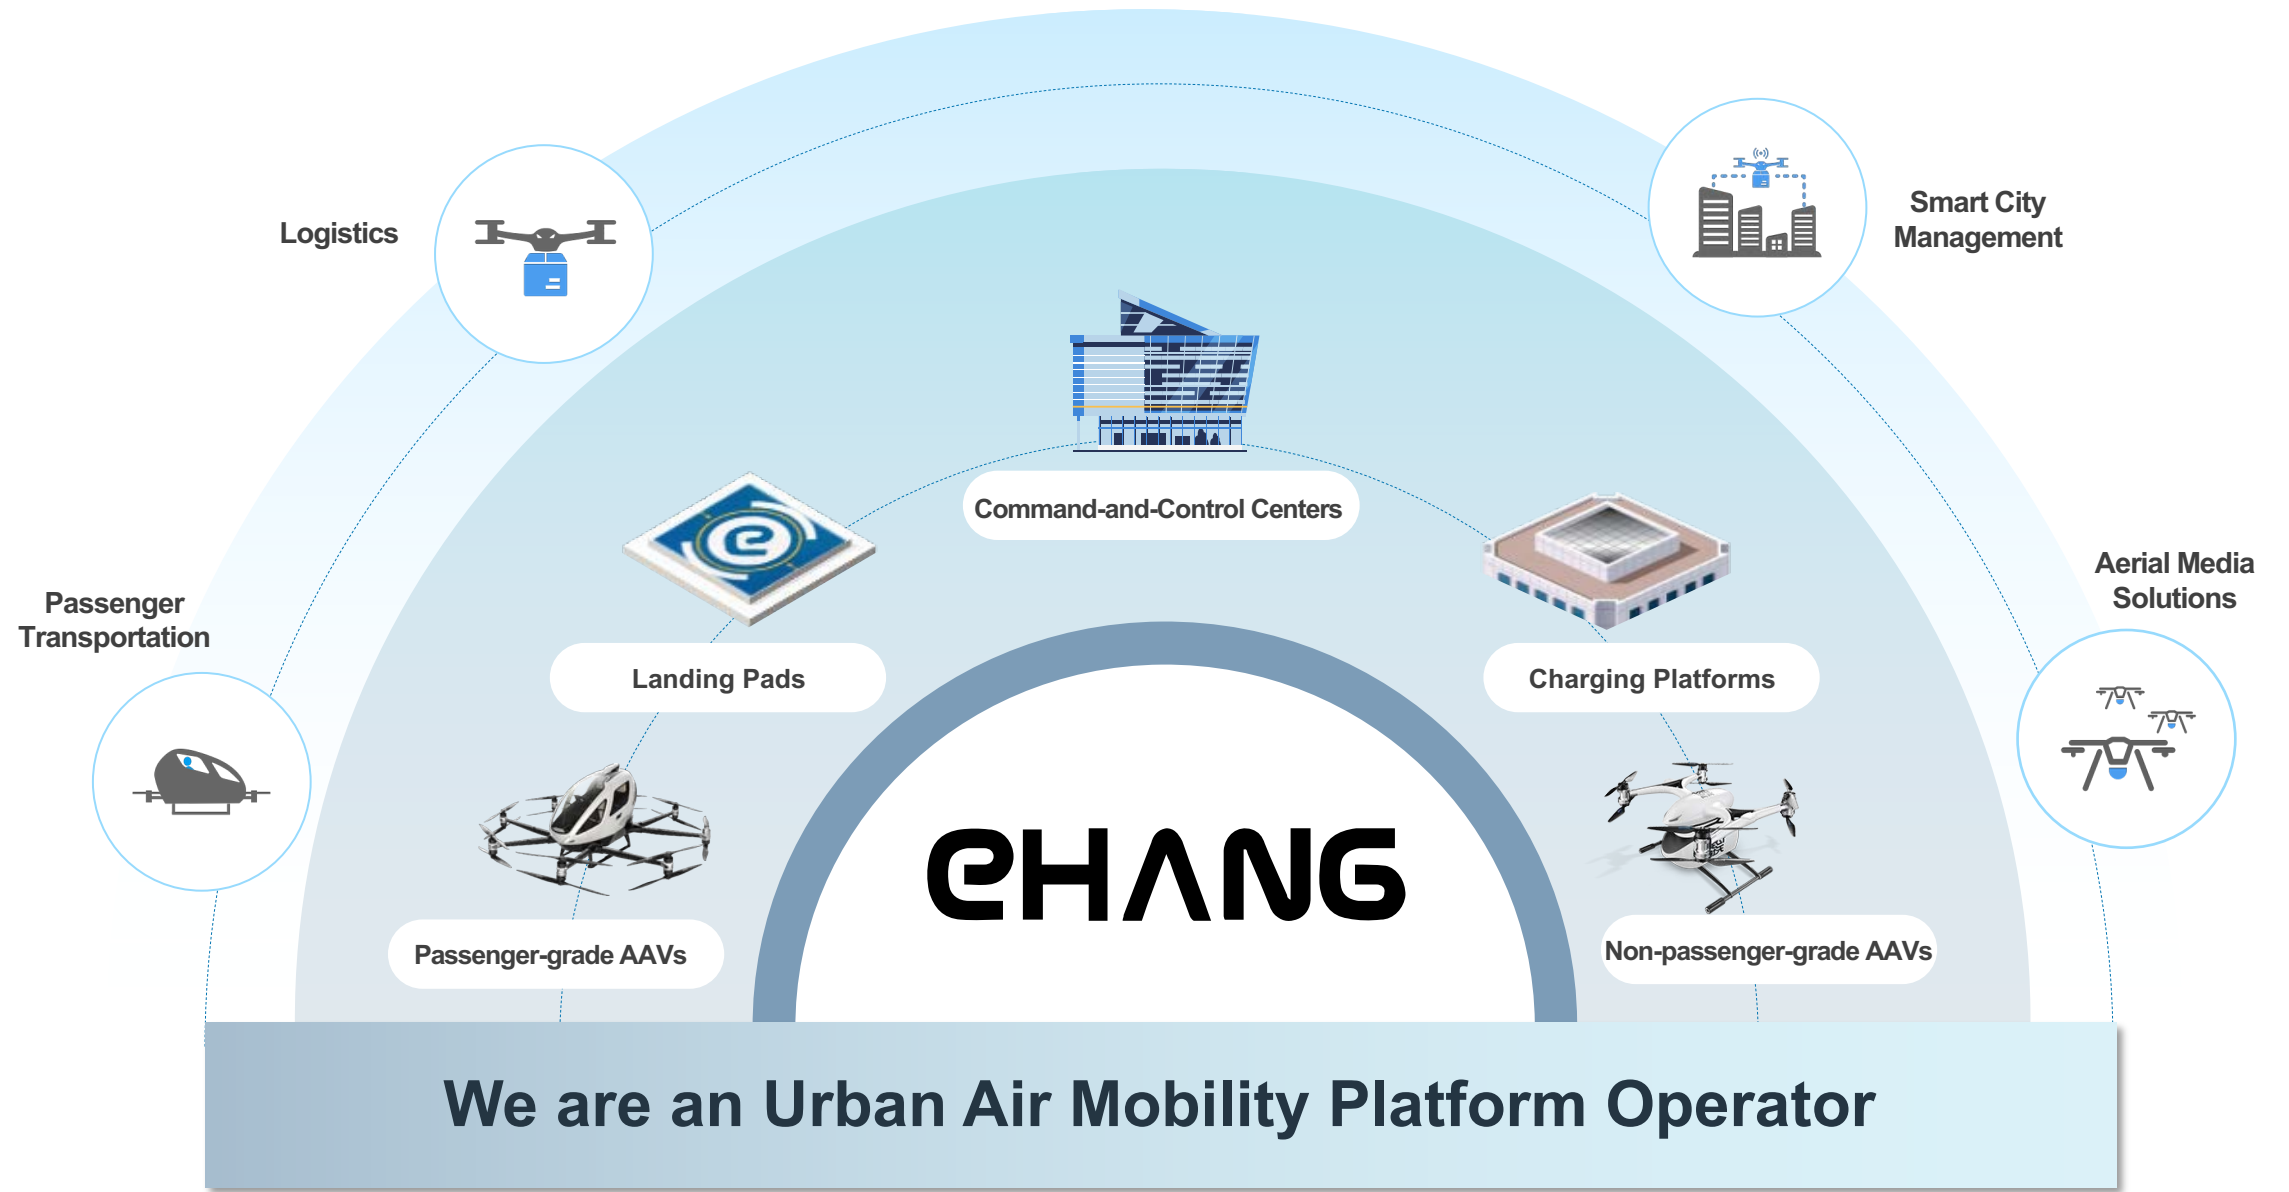 Logistics
Smart City
Management
Command-and-Control Centers
Passenger
Transportation
Landing Pads
Charging Platforms
Aerial Media
Solutions
EHANG
Passenger-grade AAVs
Non-passenger-grade AAVs
We are an Urban Air Mobility Platform Operator